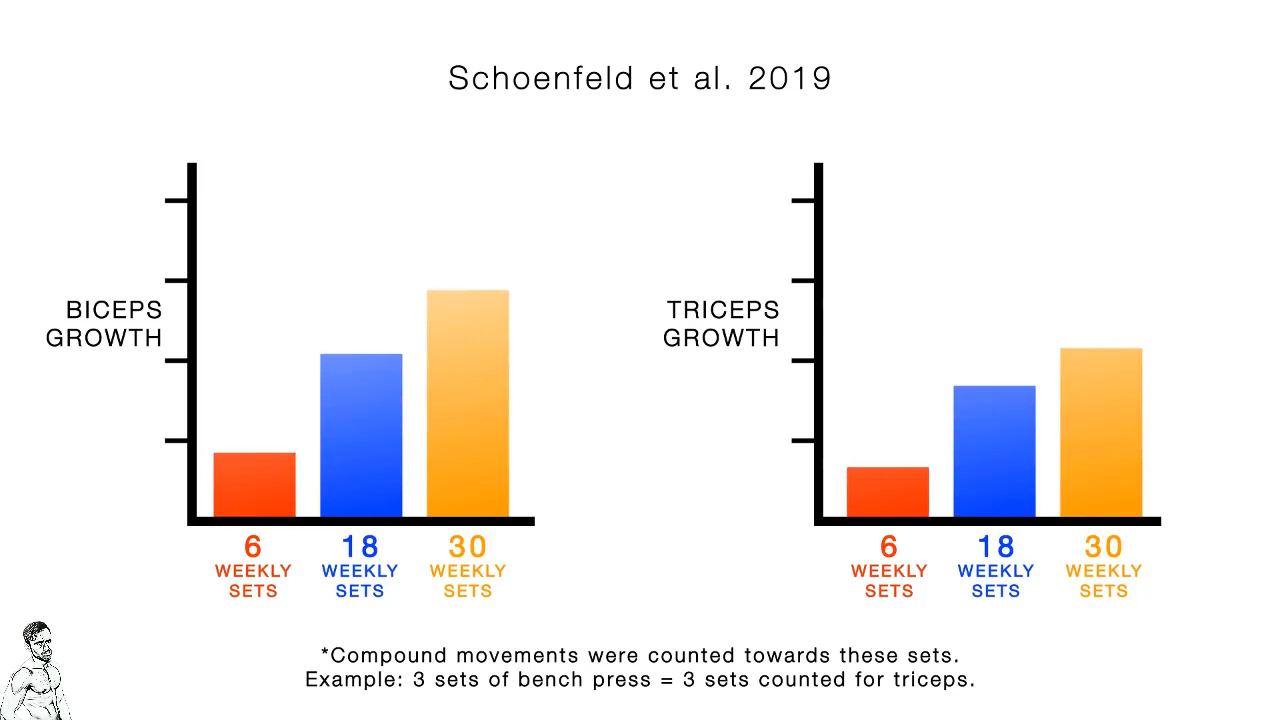 Schoenfeld et al. 2019
BICEPS
GROWTH
6
WEEKLY
SETS
18
WEEKLY
SETS
30
WEEKLY
SETS
TRICEPS
GROWTH
6
WEEKLY
SETS
18
WEEKLY
SETS
30
WEEKLY
SETS
*Compound movements were counted towards these sets.
Example: 3 sets of bench press = 3 sets counted for triceps.